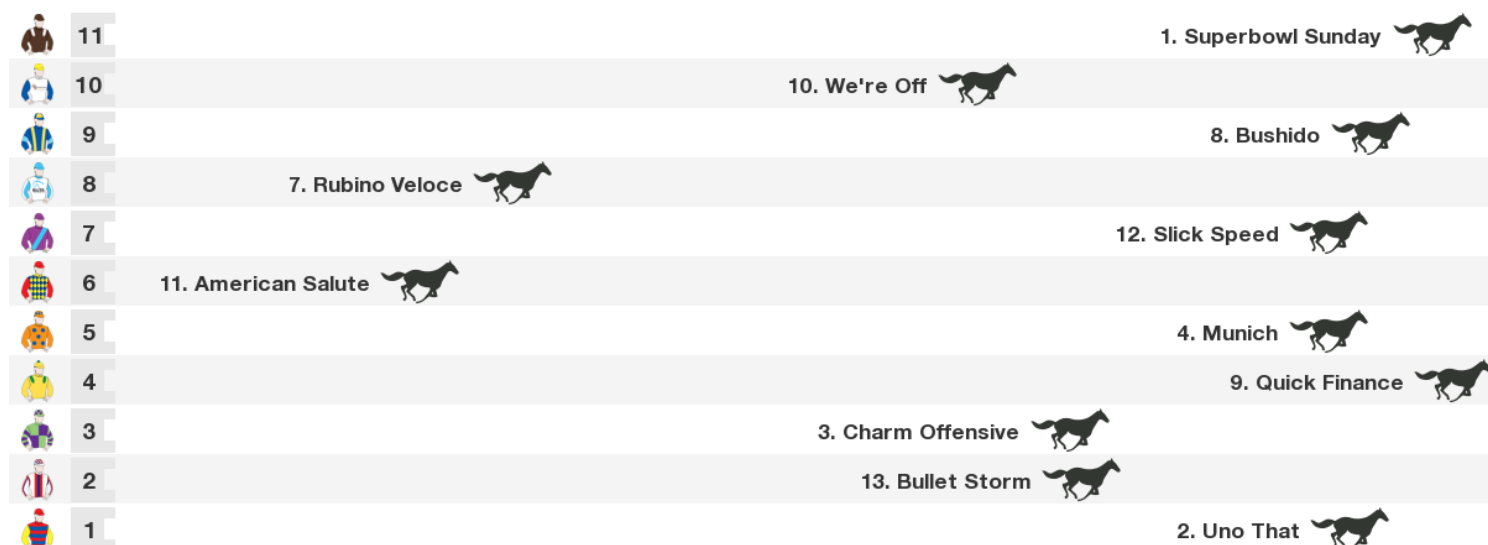 11 1. Superbowl Sunday
10 10. We're Off
9 8. Bushido
8 7. Rubino Veloce
7 12. Slick Speed
6 11. American Salute
5 4. Munich
4 9. Quick Finance
3 3. Charm Offensive
2 13. Bullet Storm
1 2. Uno That